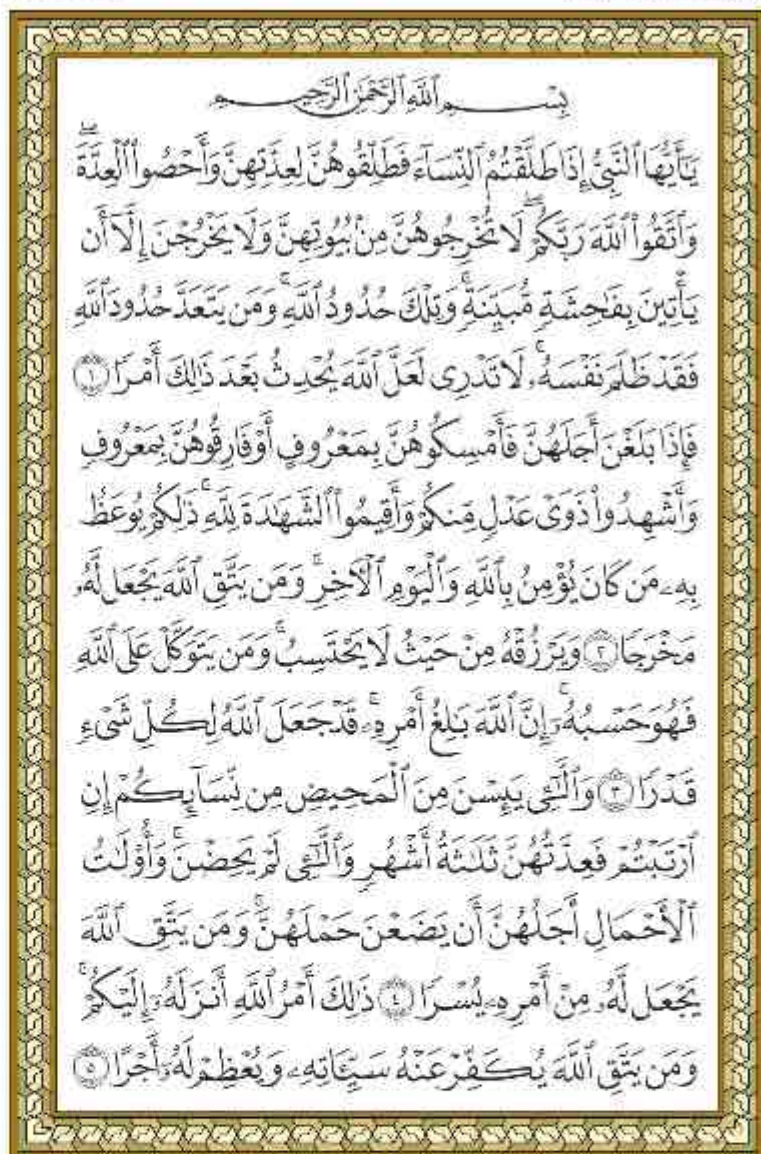 بِسْمِ ٱللَّهِ ٱلرَّحْمَٰنِ ٱلرَّحِيمِ
يَٰٓأَيُّهَا ٱلنَّبِىُّ إِذَا طَلَّقْتُمُ ٱلنِّسَآءَ فَطَلِّقُوهُنَّ لِعِدَّتِهِنَّ وَأَحْصُوا۟ ٱلْعِدَّةَ ۖ
وَٱتَّقُوا۟ ٱللَّهَ رَبَّكُمْ ۖ لَا تُخْرِجُوهُنَّ مِنۢ بُيُوتِهِنَّ وَلَا يَخْرُجْنَ إِلَّآ أَن
يَأْتِينَ بِفَٰحِشَةٍ مُّبَيِّنَةٍ ۚ وَتِلْكَ حُدُودُ ٱللَّهِ ۚ وَمَن يَتَعَدَّ حُدُودَ ٱللَّهِ
فَقَدْ ظَلَمَ نَفْسَهُۥ ۚ لَا تَدْرِى لَعَلَّ ٱللَّهَ يُحْدِثُ بَعْدَ ذَٰلِكَ أَمْرًا ۝١
فَإِذَا بَلَغْنَ أَجَلَهُنَّ فَأَمْسِكُوهُنَّ بِمَعْرُوفٍ أَوْ فَارِقُوهُنَّ بِمَعْرُوفٍ
وَأَشْهِدُوا۟ ذَوَىْ عَدْلٍ مِّنكُمْ وَأَقِيمُوا۟ ٱلشَّهَٰدَةَ لِلَّهِ ۚ ذَٰلِكُمْ يُوعَظُ
بِهِۦ مَن كَانَ يُؤْمِنُ بِٱللَّهِ وَٱلْيَوْمِ ٱلْءَاخِرِ ۚ وَمَن يَتَّقِ ٱللَّهَ يَجْعَل لَّهُۥ
مَخْرَجًا ۝٢ وَيَرْزُقْهُ مِنْ حَيْثُ لَا يَحْتَسِبُ ۚ وَمَن يَتَوَكَّلْ عَلَى ٱللَّهِ
فَهُوَ حَسْبُهُۥٓ ۚ إِنَّ ٱللَّهَ بَٰلِغُ أَمْرِهِۦ ۚ قَدْ جَعَلَ ٱللَّهُ لِكُلِّ شَىْءٍ
قَدْرًا ۝٣ وَٱلَّٰٓـِٔى يَئِسْنَ مِنَ ٱلْمَحِيضِ مِن نِّسَآئِكُمْ إِنِ
ٱرْتَبْتُمْ فَعِدَّتُهُنَّ ثَلَٰثَةُ أَشْهُرٍ وَٱلَّٰٓـِٔى لَمْ يَحِضْنَ ۚ وَأُو۟لَٰتُ
ٱلْأَحْمَالِ أَجَلُهُنَّ أَن يَضَعْنَ حَمْلَهُنَّ ۚ وَمَن يَتَّقِ ٱللَّهَ
يَجْعَل لَّهُۥ مِنْ أَمْرِهِۦ يُسْرًا ۝٤ ذَٰلِكَ أَمْرُ ٱللَّهِ أَنزَلَهُۥٓ إِلَيْكُمْ ۚ
وَمَن يَتَّقِ ٱللَّهَ يُكَفِّرْ عَنْهُ سَيِّـَٔاتِهِۦ وَيُعْظِمْ لَهُۥٓ أَجْرًا ۝٥